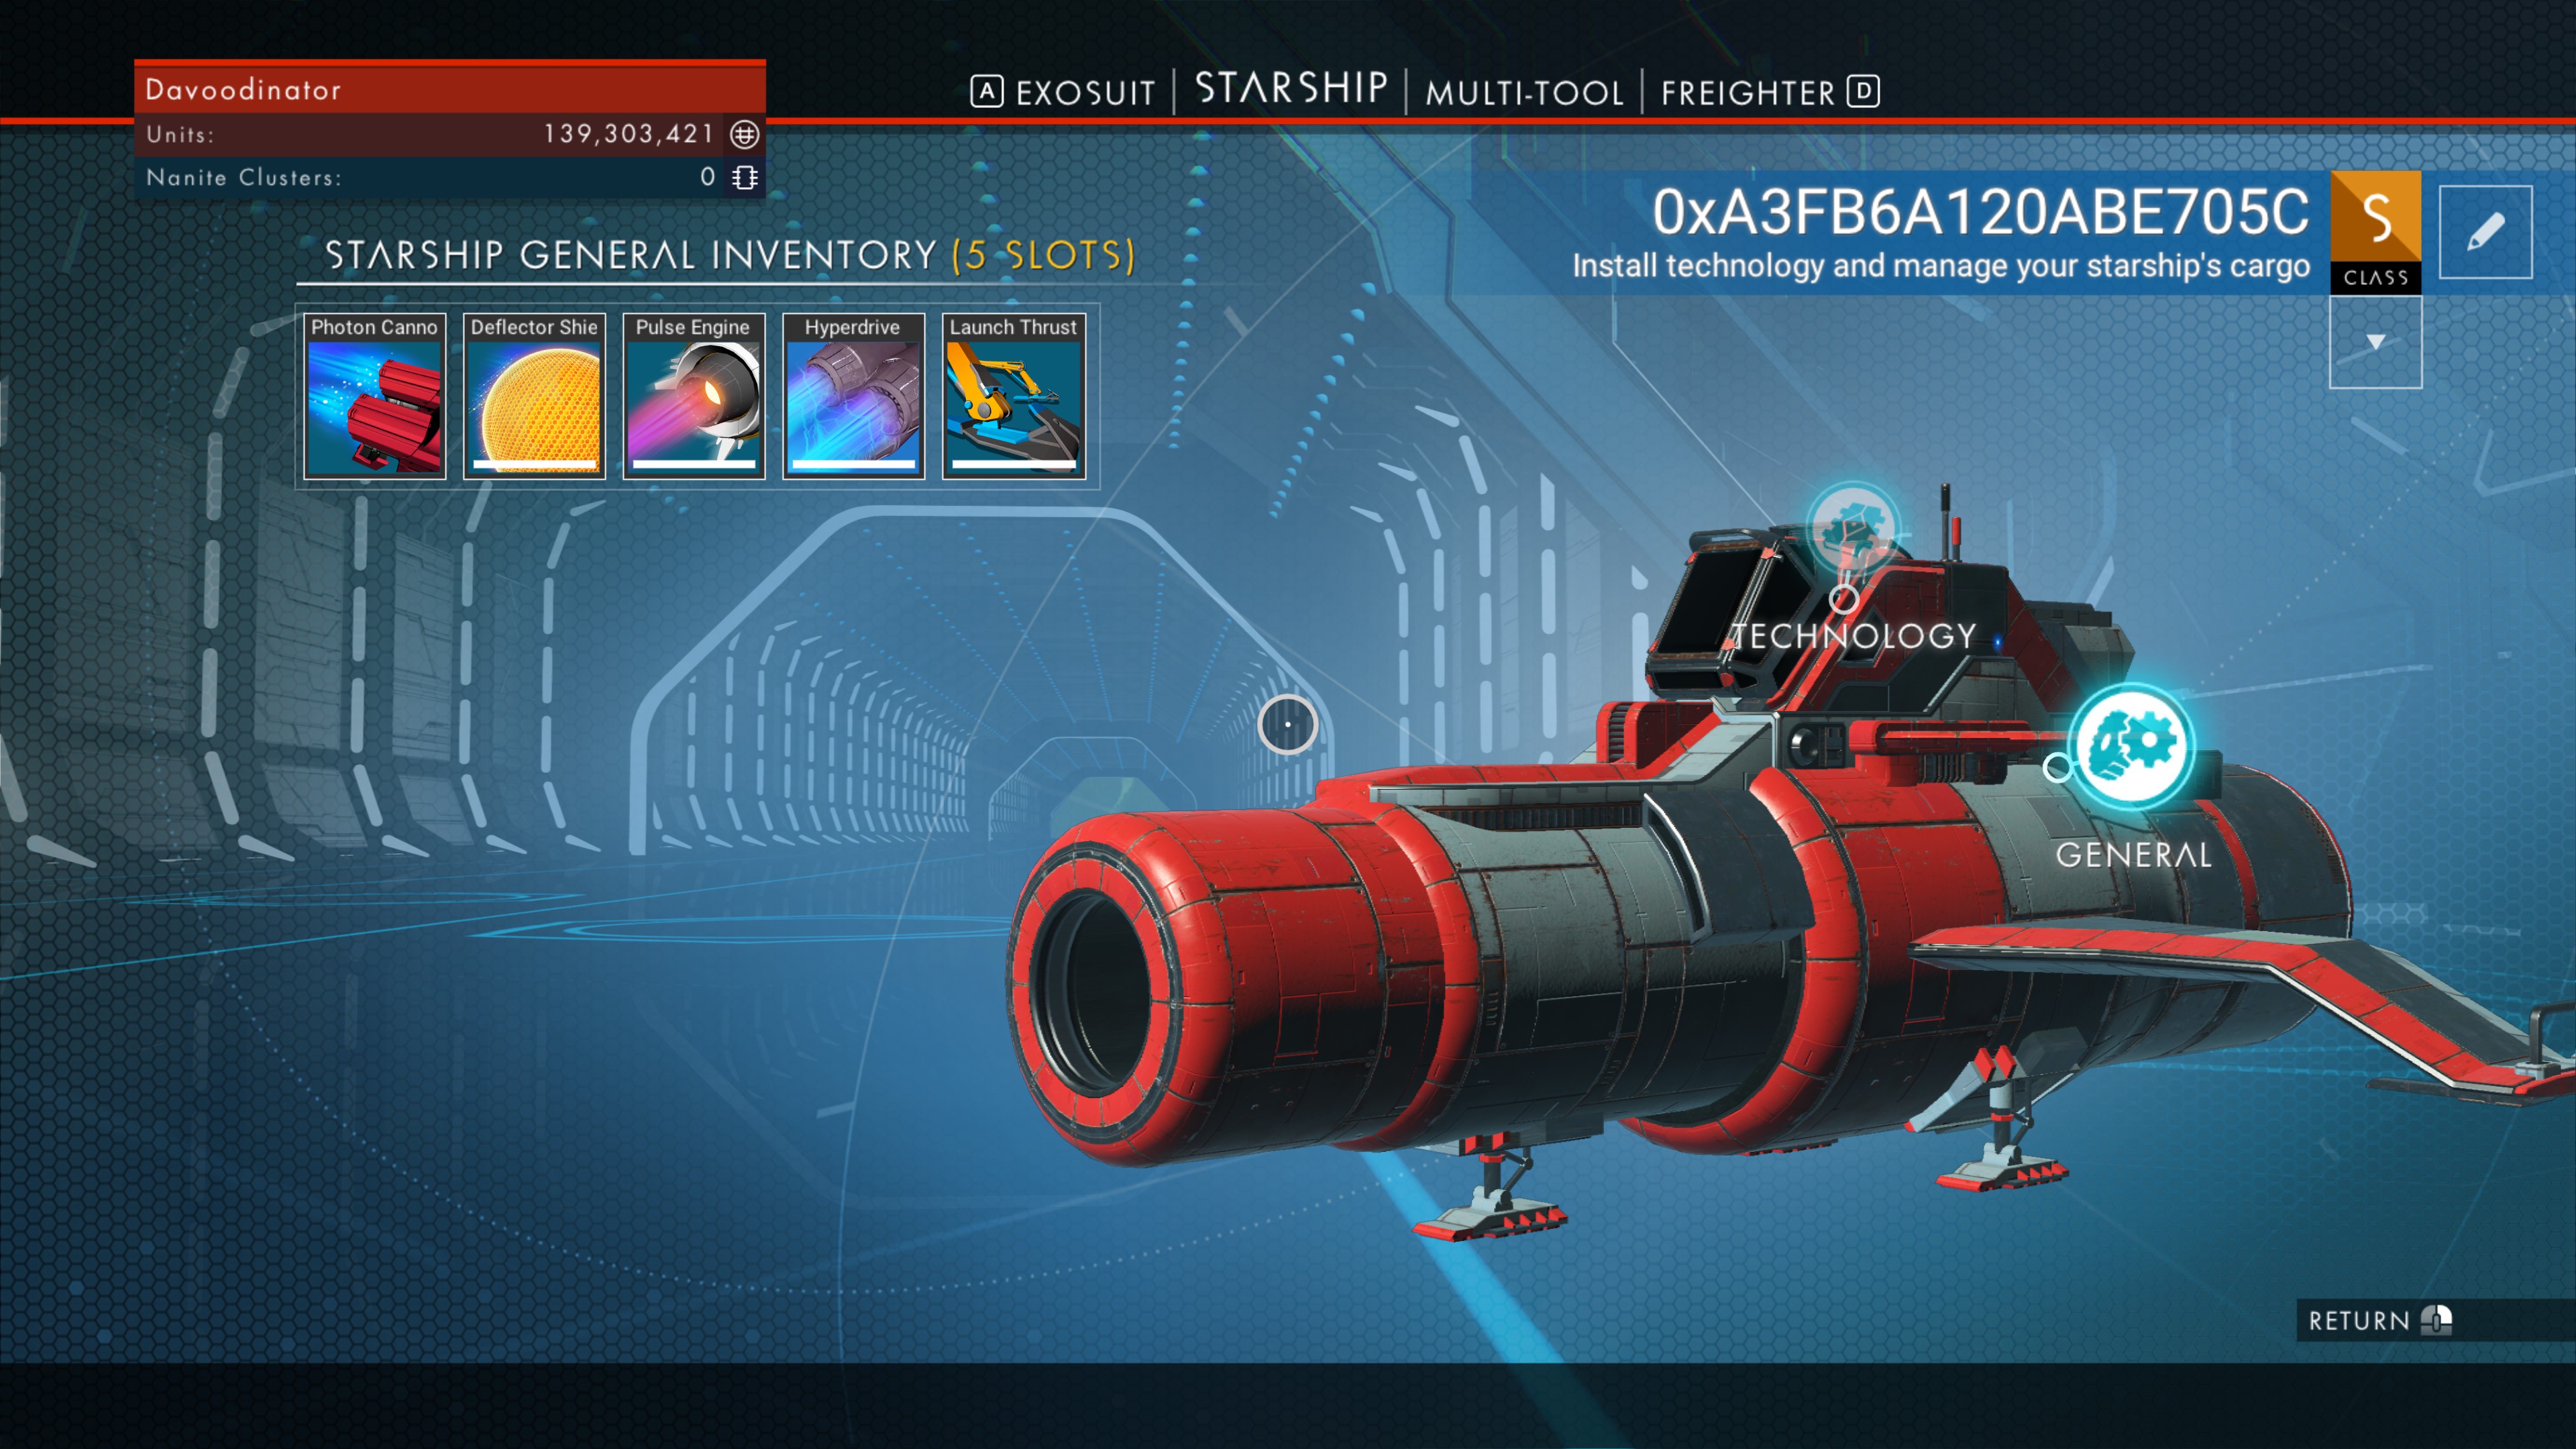 Davoodinator
Units: 139,303,421
Nanite Clusters: 0
A EXOSUIT STARSHIP MULTI-TOOL FREIGHTER D
0xA3FB6A120ABE705C
Install technology and manage your starship's cargo
S
CLASS
STARSHIP GENERAL INVENTORY (5 SLOTS)
Photon Canno Deflector Shie Pulse Engine Hyperdrive Launch Thrust
TECHNOLOGY
GENERAL
RETURN